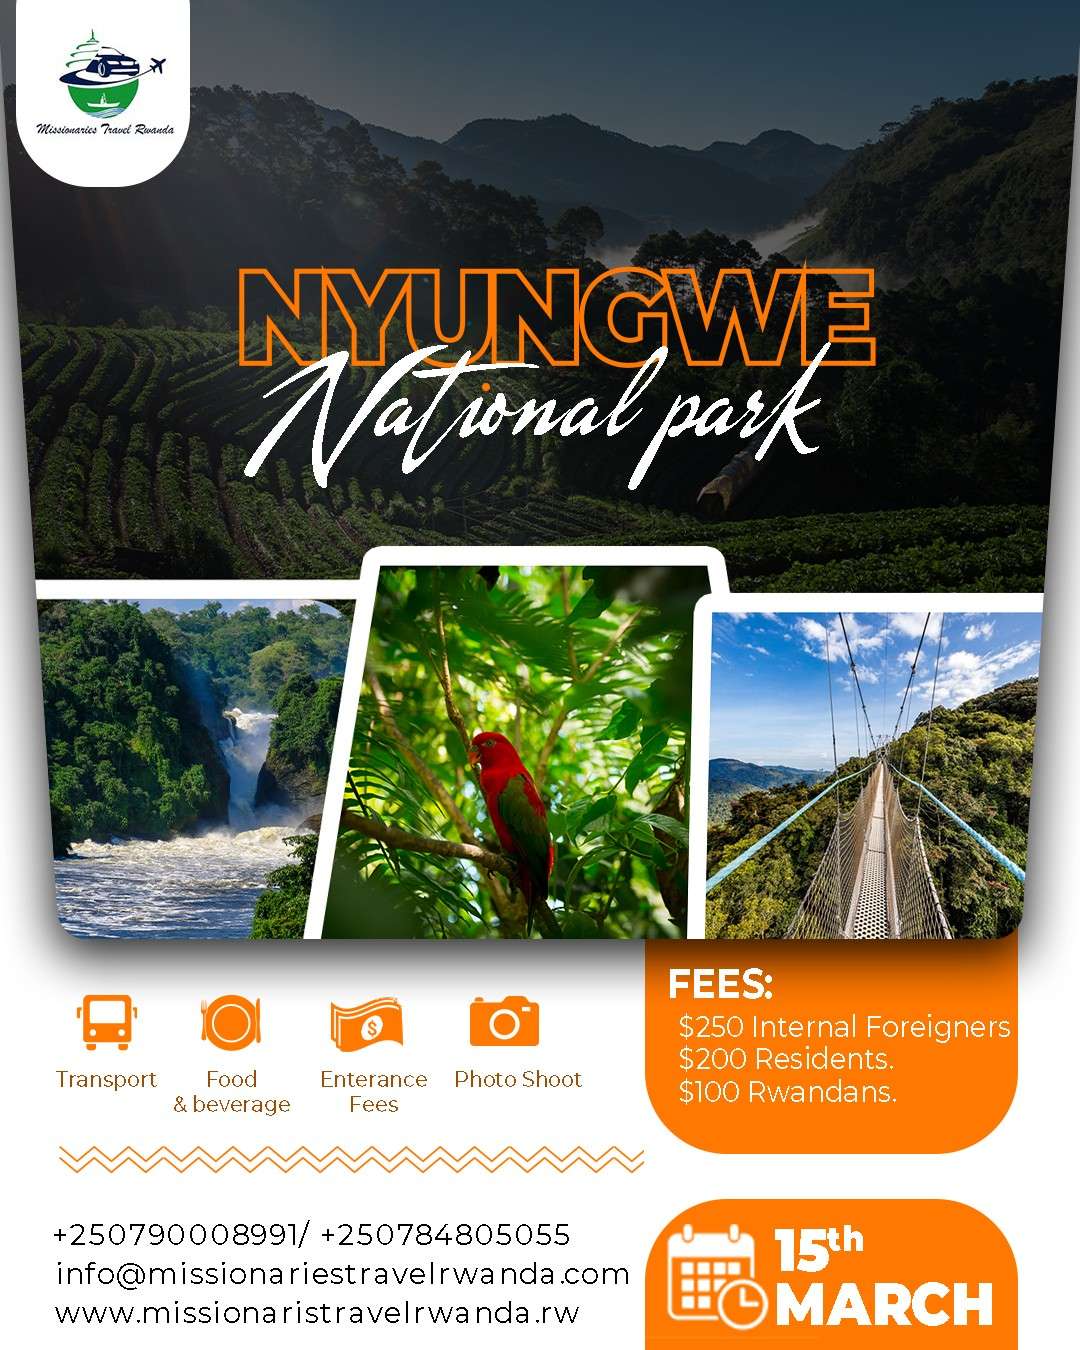 Missionaries Travel Rwanda
NYUNGWE
National park
FEES:
$250 Internal Foreigners
$200 Residents.
$100 Rwandans.
Transport
Food
& beverage
Enterance
Fees
Photo Shoot
+250790008991/ +250784805055
info@missionariestravelrwanda.com
www.missionaristravelrwanda.rw
15th
MARCH